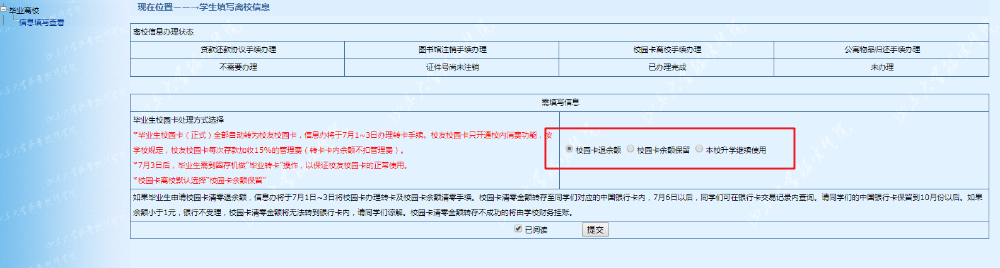 毕业离校
信息填写查看
现在位置——→学生填写离校信息
离校信息办理状态
贷款还款协议手续办理 图书馆注销手续办理 校园卡离校手续办理 公寓物品归还手续办理
不需要办理 证件号尚未注销 已办理完成 未办理
需填写信息
毕业生校园卡处理方式选择
*毕业生校园卡（正式）全部自动转为校友校园卡，信息办将于7月1~3日办理转卡手续。校友校园卡只开通校内消费功能，按
学校规定，校友校园卡每次存款加收15%的管理费（转卡卡内余额不扣管理费）。
*7月3日后，毕业生需到圈存机做“毕业转卡”操作，以保证校友校园卡的正常使用。
*校园卡离校默认选择“校园卡余额保留”
校园卡退余额 校园卡余额保留 本校升学继续使用
如果毕业生申请校园卡清零退余额，信息办将于7月1日~3日将校园卡办理转卡及校园卡余额清零手续。校园卡清零金额转存至同学们对应的中国银行卡内，7月6日以后，同学们可在银行卡交易记录内查询。请同学们的中国银行卡保留到10月份以后。如果
余额小于1元，银行不受理，校园卡清零金额将无法转到银行卡内，请同学们谅解。校园卡清零金额转存不成功的将由学校财务挂账。
已阅读 提交